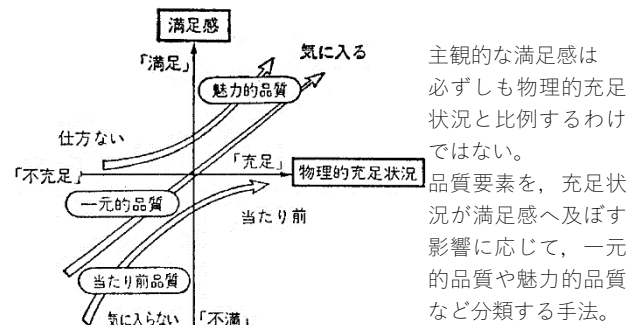 満足感
「満足」
気に入る
魅力的品質
仕方ない
「不充足」
「充足」
物理的充足状況
一元的品質
当たり前
当たり前品質
気に入らない
「不満」
主観的な満足感は
必ずしも物理的充足
状況と比例するわけ
ではない。
品質要素を，充足状
況が満足感へ及ぼす
影響に応じて，一元
的品質や魅力的品質
など分類する手法。